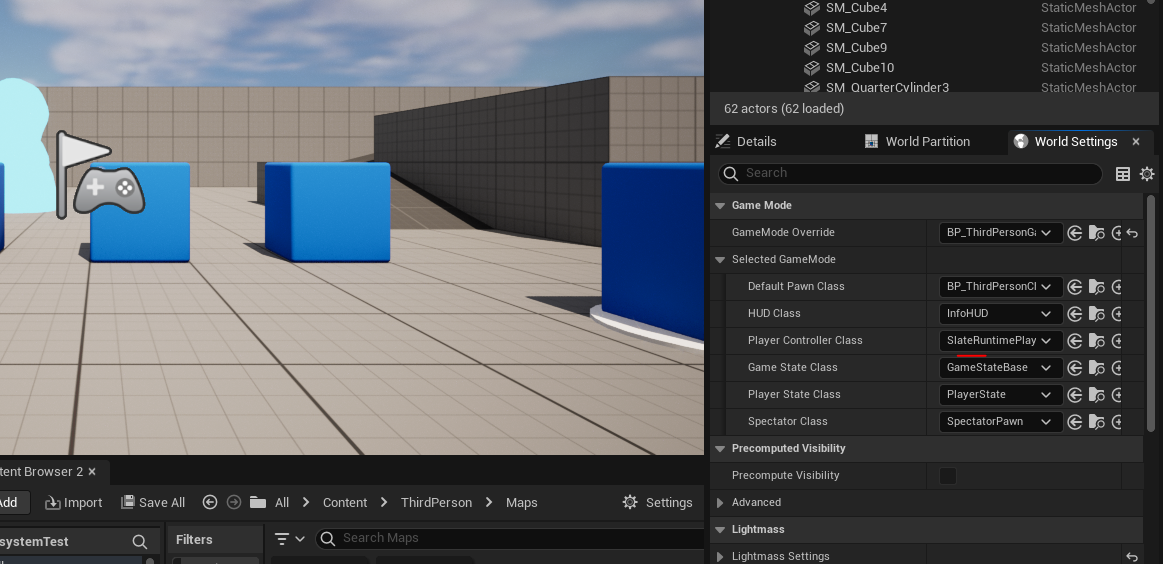 SM_Cube4 StaticMeshActor
SM_Cube7 StaticMeshActor
SM_Cube9 StaticMeshActor
SM_Cube10 StaticMeshActor
SM_QuarterCylinder3 StaticMeshActor
62 actors (62 loaded)
Details World Partition World Settings
Search
Game Mode
GameMode Override BP_ThirdPersonGa
Selected GameMode
Default Pawn Class BP_ThirdPersonCl
HUD Class InfoHUD
Player Controller Class SlateRuntimePlay
Game State Class GameStateBase
Player State Class PlayerState
Spectator Class SpectatorPawn
Precomputed Visibility
Precompute Visibility
Advanced
Lightmass
Lightmass Settings
tent Browser 2
Add Import Save All All Content ThirdPerson Maps Settings
systemTest Filters Search Maps